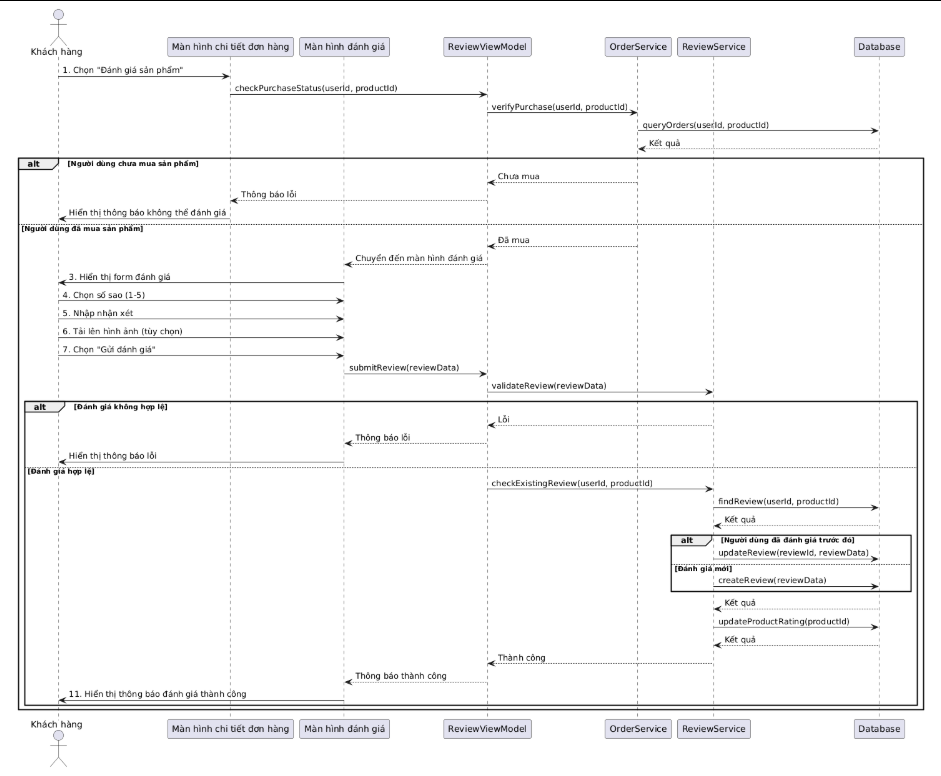 Khách hàng
Màn hình chi tiết đơn hàng
Màn hình đánh giá
ReviewViewModel
OrderService
ReviewService
Database
1. Chọn "Đánh giá sản phẩm"
checkPurchaseStatus(userId, productId)
verifyPurchase(userId, productId)
queryOrders(userId, productId)
Kết quả
alt [Người dùng chưa mua sản phẩm]
Chưa mua
Thông báo lỗi
Hiển thị thông báo không thể đánh giá
[Người dùng đã mua sản phẩm]
Đã mua
Chuyển đến màn hình đánh giá
3. Hiển thị form đánh giá
4. Chọn số sao (1-5)
5. Nhập nhận xét
6. Tải lên hình ảnh (tùy chọn)
7. Chọn "Gửi đánh giá"
submitReview(reviewData)
validateReview(reviewData)
alt [Đánh giá không hợp lệ]
Lỗi
Thông báo lỗi
Hiển thị thông báo lỗi
[Đánh giá hợp lệ]
checkExistingReview(userId, productId)
findReview(userId, productId)
Kết quả
alt [Người dùng đã đánh giá trước đó]
updateReview(reviewId, reviewData)
[Đánh giá mới]
createReview(reviewData)
Kết quả
updateProductRating(productId)
Kết quả
Thành công
Thông báo thành công
11. Hiển thị thông báo đánh giá thành công
Khách hàng
Màn hình chi tiết đơn hàng
Màn hình đánh giá
ReviewViewModel
OrderService
ReviewService
Database